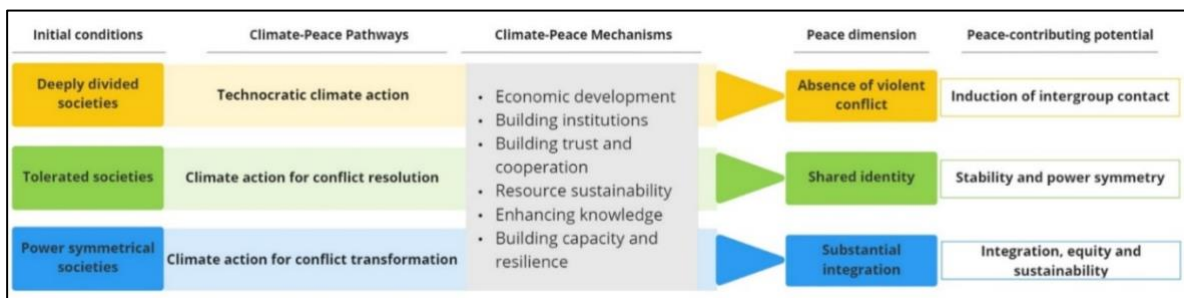 Initial conditions
Climate-Peace Pathways
Climate-Peace Mechanisms
Peace dimension
Peace-contributing potential
Deeply divided
societies
Technocratic climate action
Absence of violent
conflict
Induction of intergroup contact
Tolerated societies
Climate action for conflict resolution
Shared identity
Stability and power symmetry
Power symmetrical
societies
Climate action for conflict transformation
Substantial
integration
Integration, equity and
sustainability
• Economic development
• Building institutions
• Building trust and
cooperation
• Resource sustainability
• Enhancing knowledge
• Building capacity and
resilience